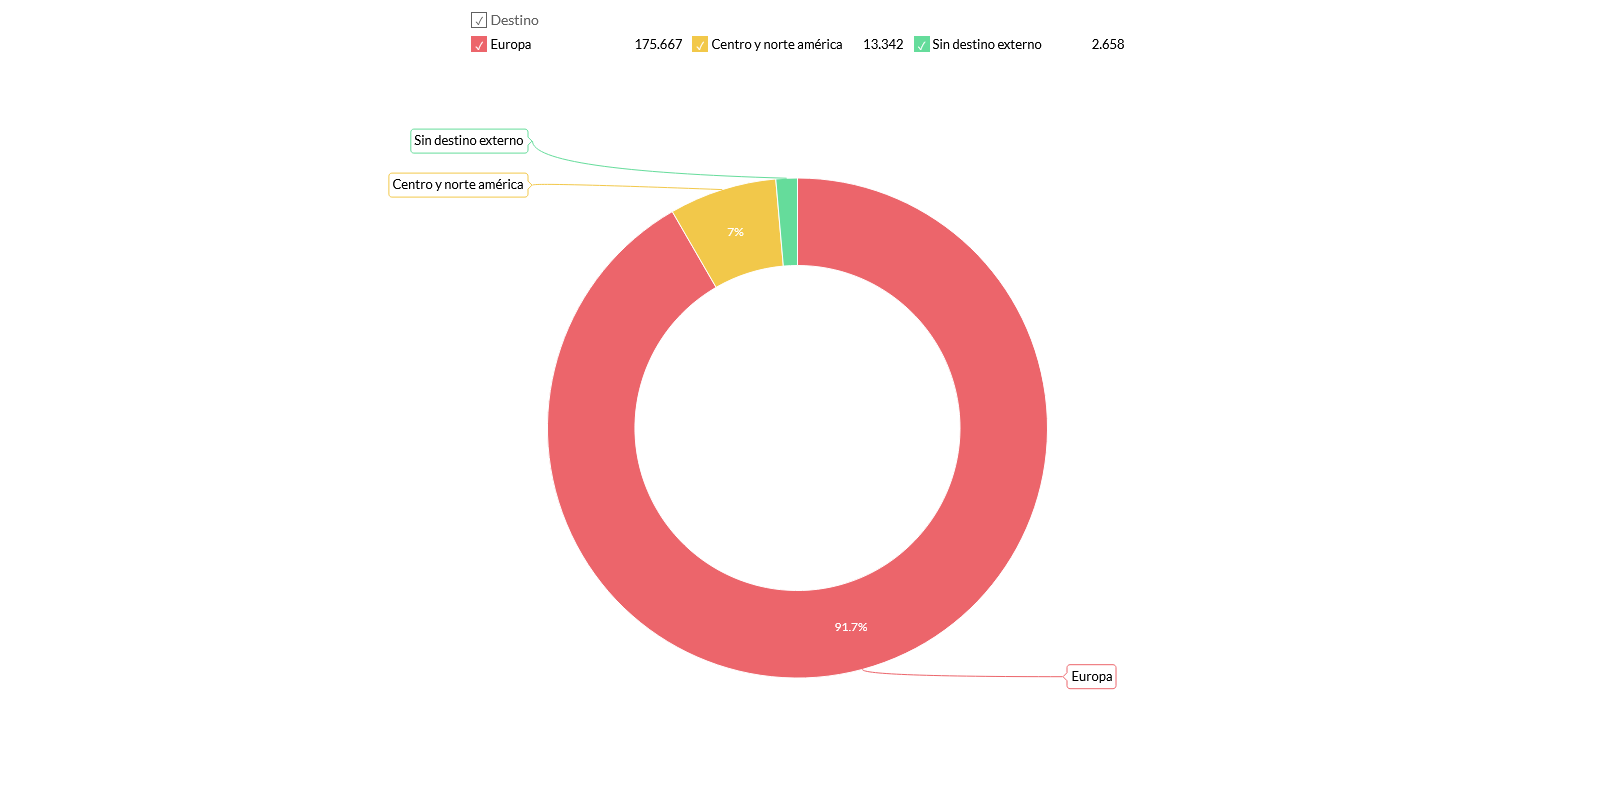 Destino
Europa 175.667 Centro y norte américa 13.342 Sin destino externo 2.658
Sin destino externo
Centro y norte américa
7%
91.7%
Europa